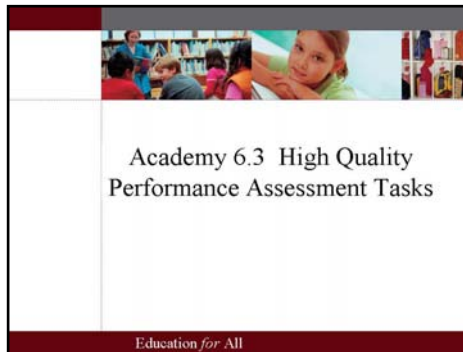 Academy 6.3 High Quality
Performance Assessment Tasks
Education for All